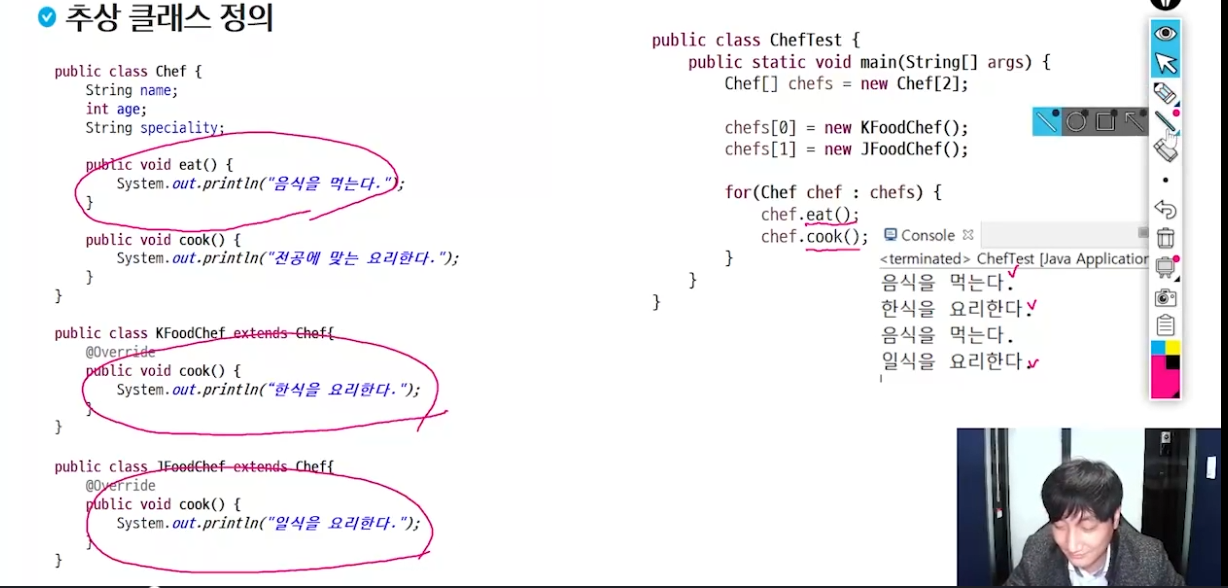 추상 클래스 정의
public class Chef {
String name;
int age;
String speciality;
public void eat() {
System.out.println("음식을 먹는다.");
}
public void cook() {
System.out.println("전공에 맞는 요리한다.");
}
}
public class KFoodChef extends Chef{
@Override
public void cook() {
System.out.println("한식을 요리한다.");
}
}
public class JFoodChef extends Chef{
@Override
public void cook() {
System.out.println("일식을 요리한다.");
}
}
public class ChefTest {
public static void main(String[] args) {
Chef[] chefs = new Chef[2];
chefs[0] = new KFoodChef();
chefs[1] = new JFoodChef();
for(Chef chef : chefs) {
chef.eat();
chef.cook();
}
}
}
Console
<terminated> ChefTest [Java Application
음식을 먹는다.
한식을 요리한다.
음식을 먹는다.
일식을 요리한다.